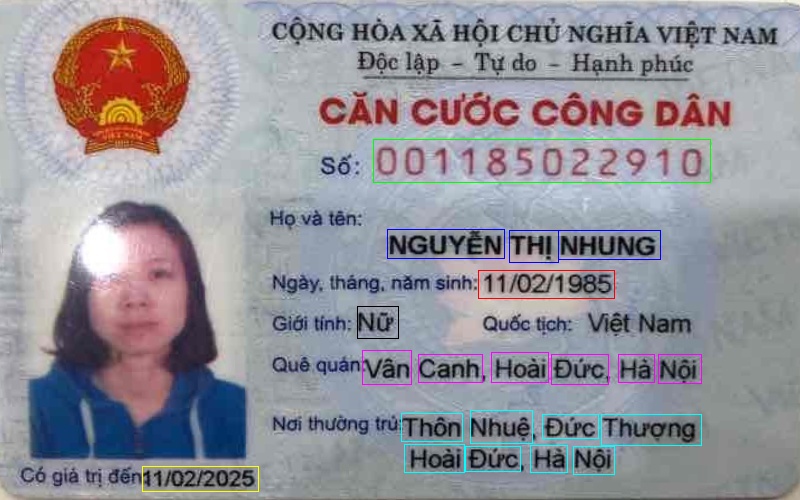 CỘNG HÒA XÃ HỘI CHỦ NGHĨA VIỆT NAM
Độc lập – Tự do – Hạnh phúc
CĂN CƯỚC CÔNG DÂN
Số: 001185022910
Họ và tên:
NGUYỄN THỊ NHUNG
Ngày, tháng, năm sinh: 11/02/1985
Giới tính: Nữ Quốc tịch: Việt Nam
Quê quán: Vân Canh, Hoài Đức, Hà Nội
Nơi thường trú: Thôn Nhuệ, Đức Thượng
Hoài Đức, Hà Nội
Có giá trị đến 11/02/2025
VIỆT NAM